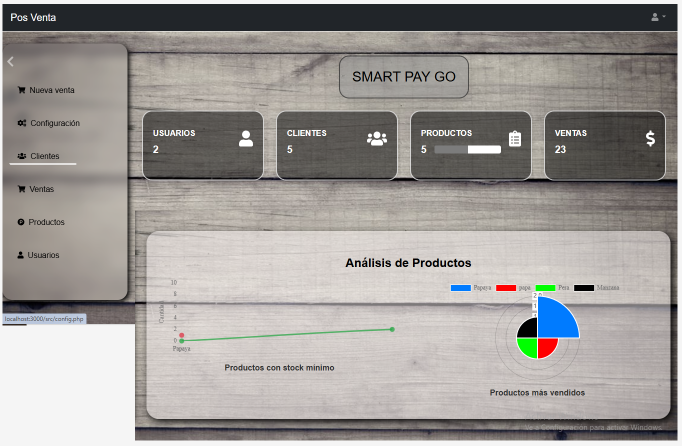 Pos Venta
SMART PAY GO
Nueva venta
Configuración
Clientes
Ventas
Productos
Usuarios
USUARIOS
2
CLIENTES
5
PRODUCTOS
5
VENTAS
23
Análisis de Productos
Papaya papa Pera Manzana
10
8
6
4
2
0
Cantidad
Papaya
Productos con stock mínimo
Productos más vendidos
localhost:3000/src/config.php
Configuración para activar Windows.